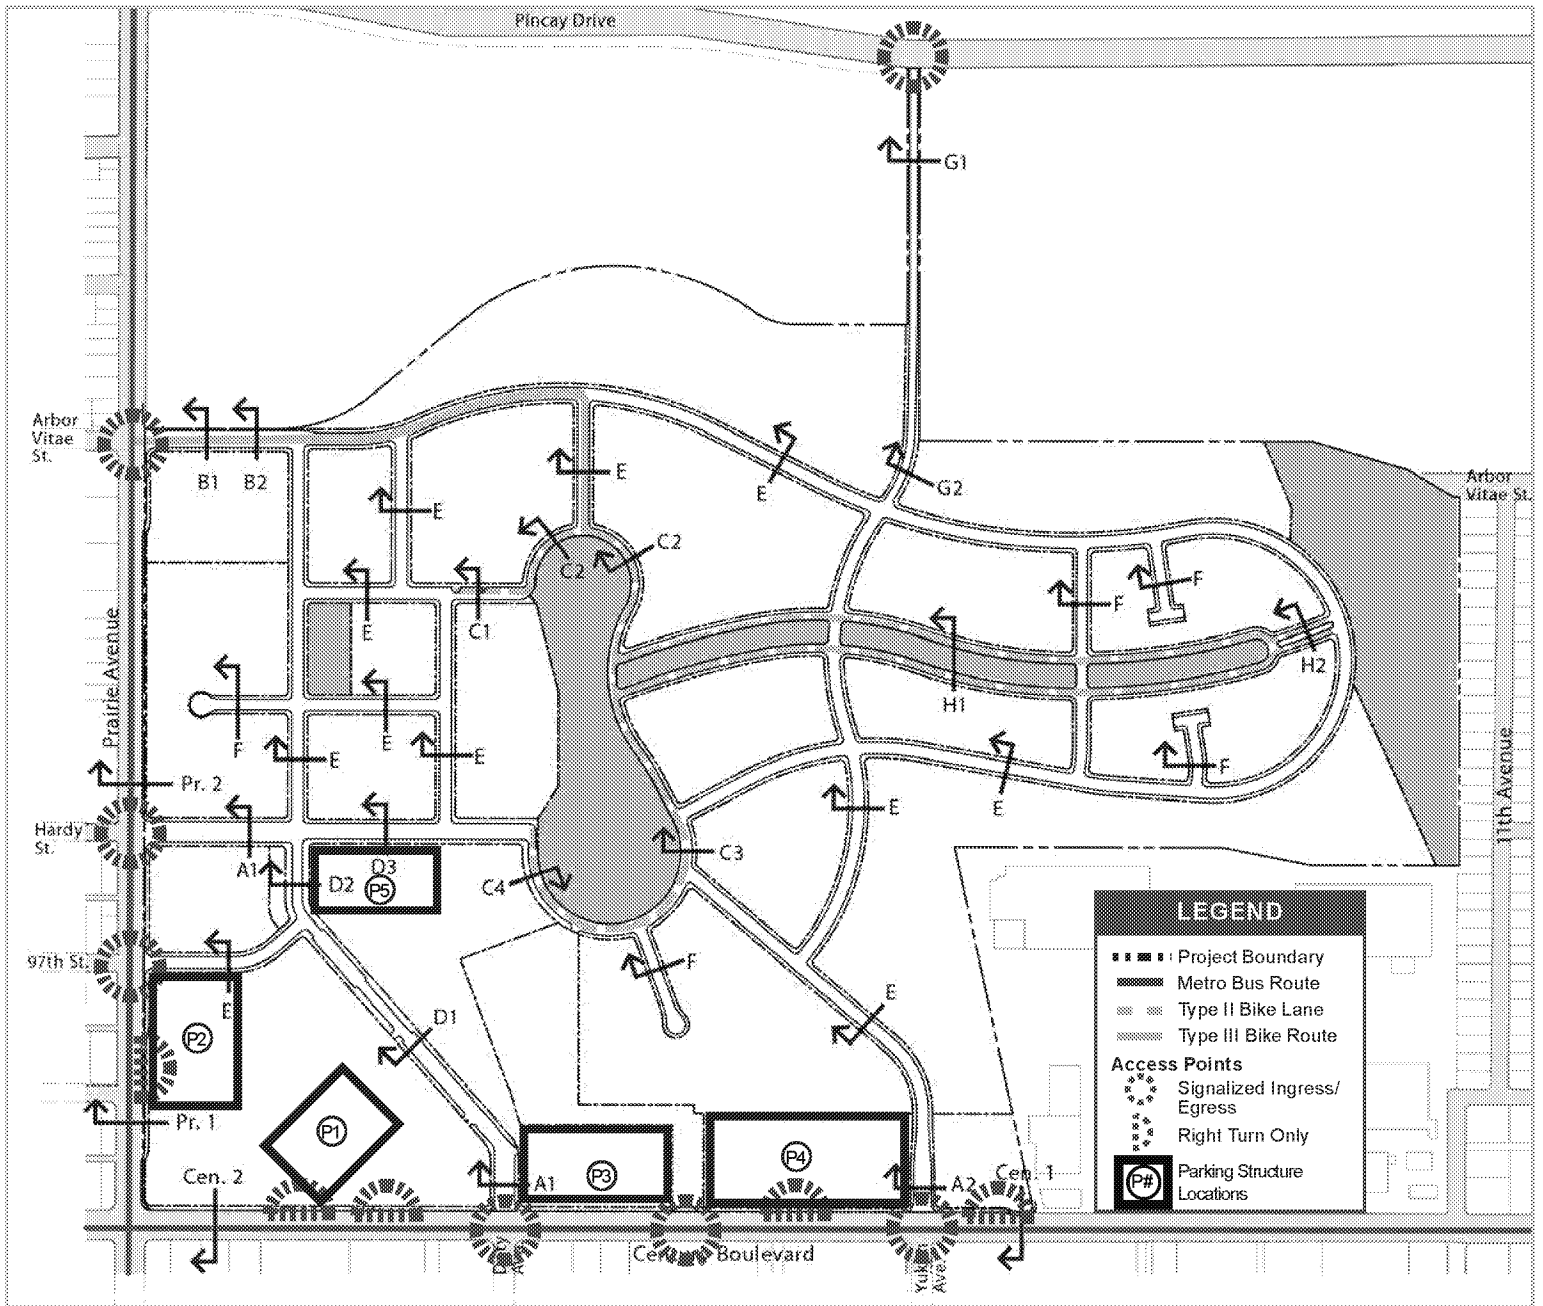 Pincay Drive
G1
Arbor
Vitae
St.
B1
B2
E
E
E
G2
Arbor
Vitae St.
C2
C2
E
C1
F
F
H1
H2
Prairie Avenue
F
E
E
E
E
F
E
11th Avenue
Pr. 2
Hardy
St.
A1
D2
D3
P5
C4
C3
97th St.
E
P2
D1
F
E
Pr. 1
P1
Cen. 2
A1
P3
P4
A2
Cen. 1
Boulevard
Ave.
LEGEND
Project Boundary
Metro Bus Route
Type II Bike Lane
Type III Bike Route
Access Points
Signalized Ingress/
Egress
Right Turn Only
P#
Parking Structure
Locations